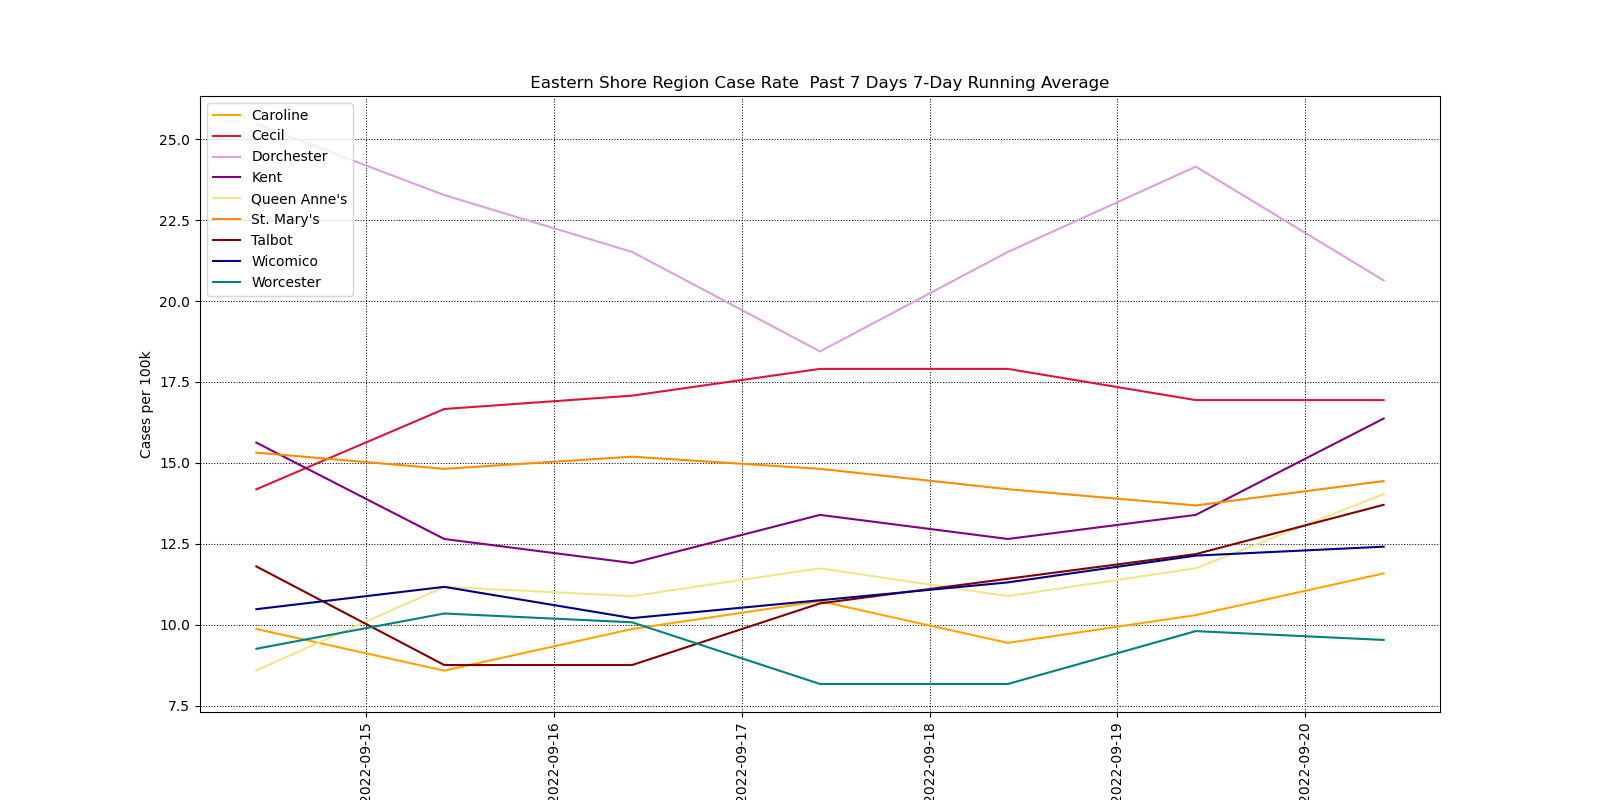 Eastern Shore Region Case Rate  Past 7 Days 7-Day Running Average
Caroline
Cecil
Dorchester
Kent
Queen Anne's
St. Mary's
Talbot
Wicomico
Worcester
Cases per 100k
25.0
22.5
20.0
17.5
15.0
12.5
10.0
7.5
2022-09-15
2022-09-16
2022-09-17
2022-09-18
2022-09-19
2022-09-20